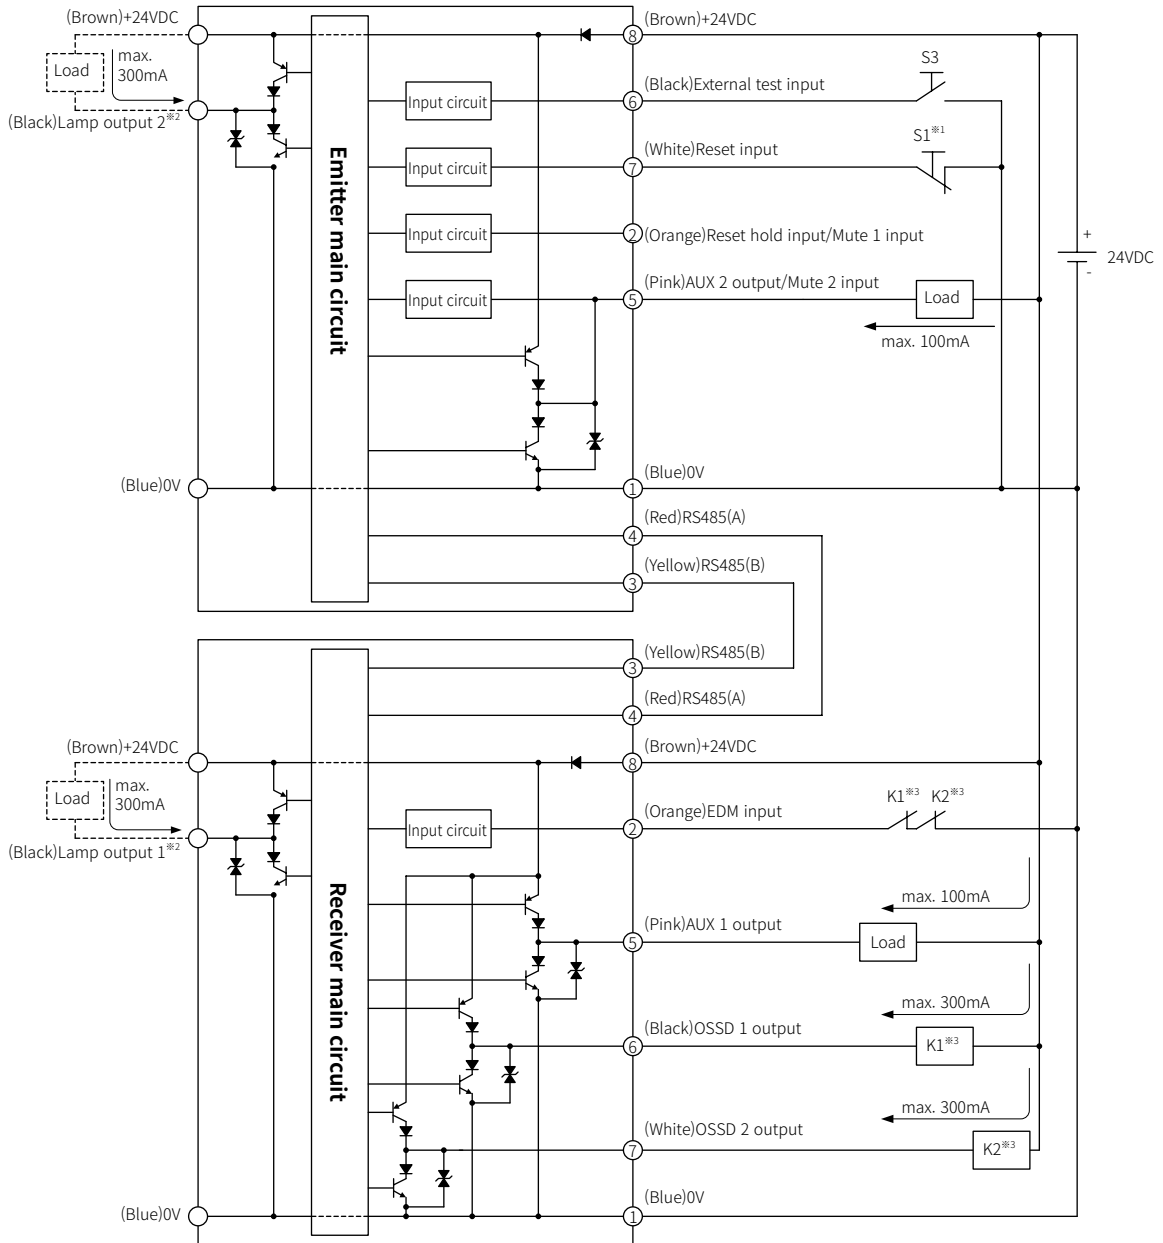 (Brown)+24VDC
Load
max.
300mA
(Black)Lamp output 2※2
(Blue)0V
Emitter main circuit
Input circuit
Input circuit
Input circuit
Input circuit
8
(Brown)+24VDC
6
(Black)External test input
S3
7
(White)Reset input
S1※1
2
(Orange)Reset hold input/Mute 1 input
5
(Pink)AUX 2 output/Mute 2 input
Load
max. 100mA
+
-
24VDC
1
(Blue)0V
4
(Red)RS485(A)
3
(Yellow)RS485(B)
3
(Yellow)RS485(B)
4
(Red)RS485(A)
(Brown)+24VDC
Load
max.
300mA
(Black)Lamp output 1※2
(Blue)0V
Receiver main circuit
Input circuit
8
(Brown)+24VDC
2
(Orange)EDM input
K1※3
K2※3
max. 100mA
5
(Pink)AUX 1 output
Load
max. 300mA
6
(Black)OSSD 1 output
K1※3
max. 300mA
7
(White)OSSD 2 output
K2※3
1
(Blue)0V